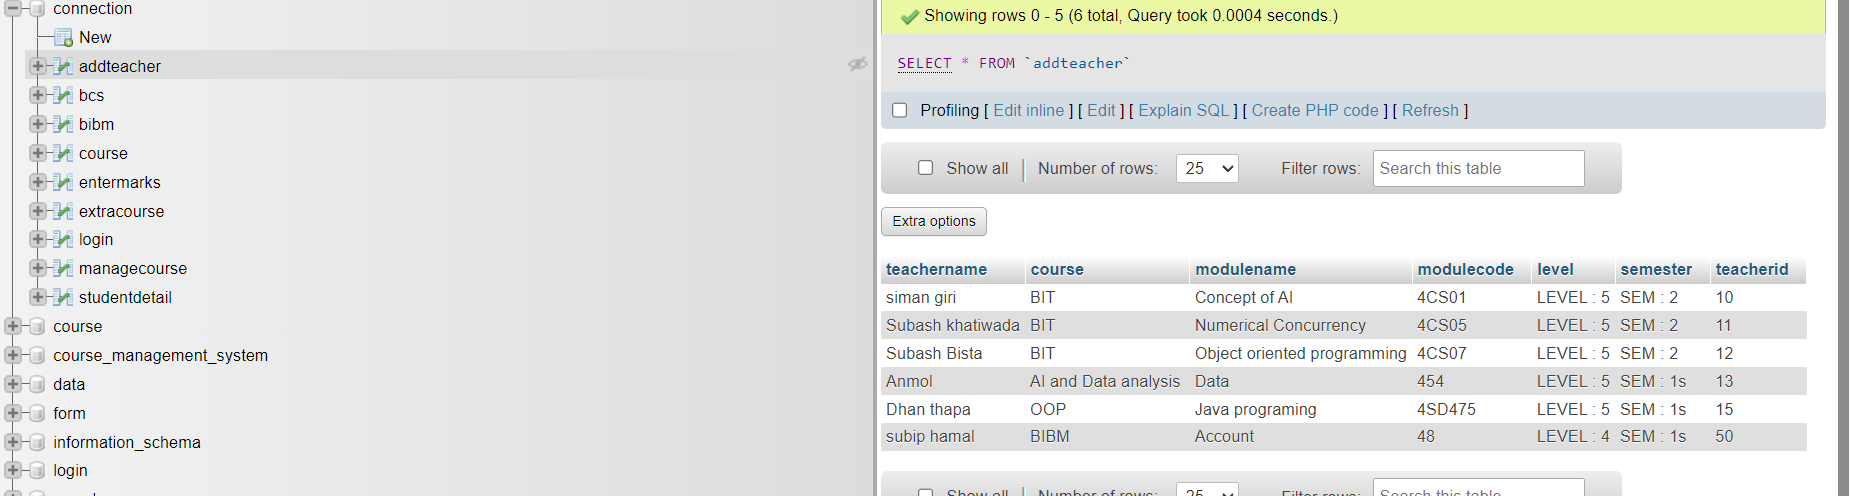 connection
New
addteacher
bcs
bibm
course
entermarks
extracourse
login
managecourse
studentdetail
course
course_management_system
data
form
information_schema
login
Showing rows 0 - 5 (6 total, Query took 0.0004 seconds.)
SELECT * FROM `addteacher`
Profiling [ Edit inline ] [ Edit ] [ Explain SQL ] [ Create PHP code ] [ Refresh ]
Show all Number of rows: 25 Filter rows: Search this table
Extra options
teachername course modulename modulecode level semester teacherid
siman giri BIT Concept of AI 4CS01 LEVEL : 5 SEM : 2 10
Subash khatiwada BIT Numerical Concurrency 4CS05 LEVEL : 5 SEM : 2 11
Subash Bista BIT Object oriented programming 4CS07 LEVEL : 5 SEM : 2 12
Anmol AI and Data analysis Data 454 LEVEL : 5 SEM : 1s 13
Dhan thapa OOP Java programing 4SD475 LEVEL : 5 SEM : 1s 15
subip hamal BIBM Account 48 LEVEL : 4 SEM : 1s 50
Show all Number of rows: 25 Filter rows: Search this table